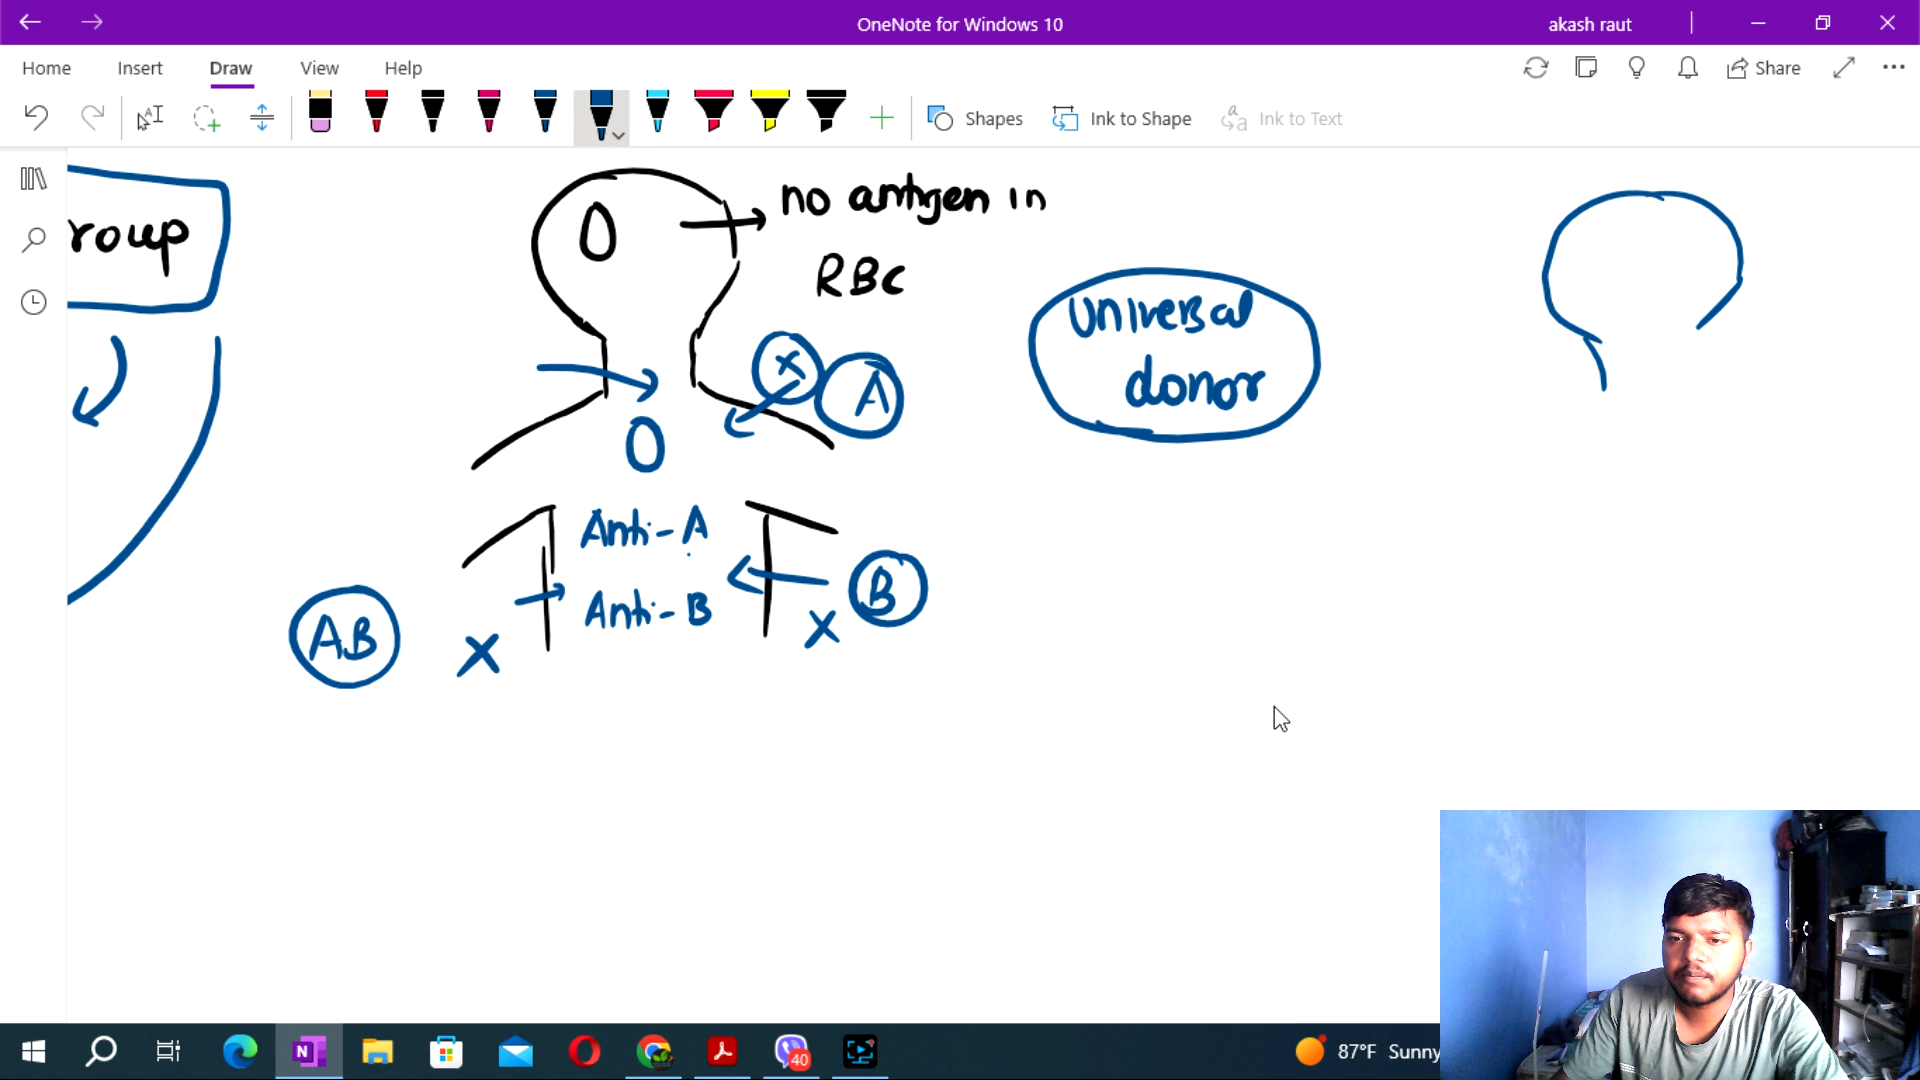 OneNote for Windows 10
akash raut
Home Insert Draw View Help
Share
Shapes
Ink to Shape
Ink to Text
roup
O
no antigen in
RBC
universal
donor
x
A
O
Anti-A
Anti-B
B
x
AB
x
40
87°F Sunny